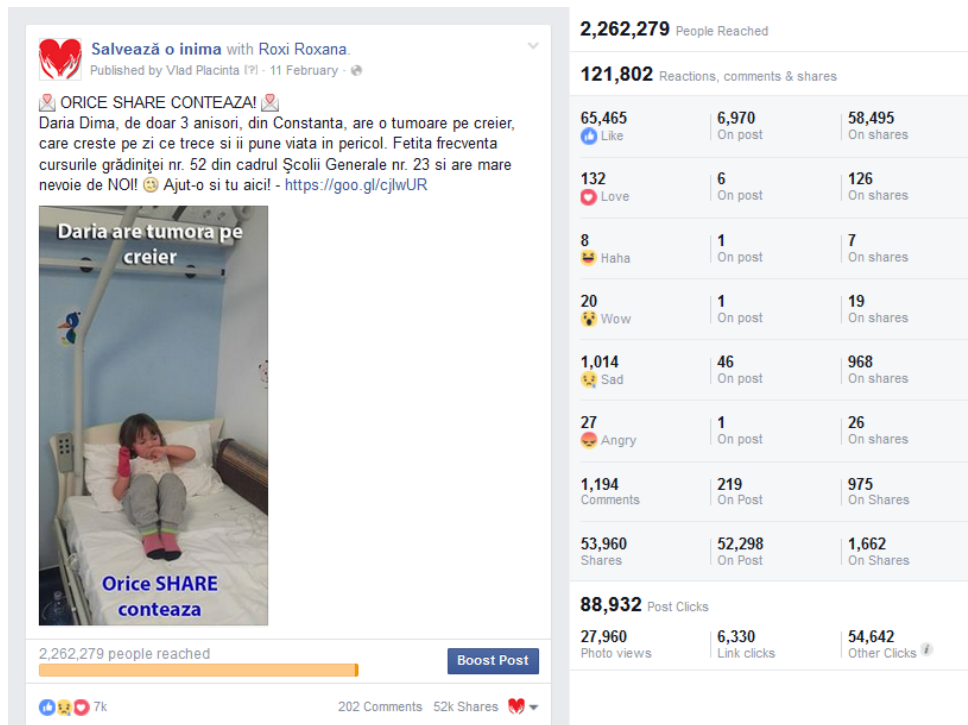 Salvează o inima with Roxi Roxana.
Published by Vlad Placinta [?] · 11 February ·
ORICE SHARE CONTEAZA!
Daria Dima, de doar 3 anisori, din Constanta, are o tumoare pe creier,
care creste pe zi ce trece si ii pune viata in pericol. Fetita frecventa
cursurile grădiniţei nr. 52 din cadrul Şcolii Generale nr. 23 si are mare
nevoie de NOI! Ajut-o si tu aici! - https://goo.gl/cjlwUR
Daria are tumora pe
creier
Orice SHARE
conteaza
2,262,279 people reached
Boost Post
7k
202 Comments 52k Shares
2,262,279 People Reached
121,802 Reactions, comments & shares
65,465 6,970 58,495
Like On post On shares
132 6 126
Love On post On shares
8 1 7
Haha On post On shares
20 1 19
Wow On post On shares
1,014 46 968
Sad On post On shares
27 1 26
Angry On post On shares
1,194 219 975
Comments On Post On Shares
53,960 52,298 1,662
Shares On Post On Shares
88,932 Post Clicks
27,960 6,330 54,642
Photo views Link clicks Other Clicks i